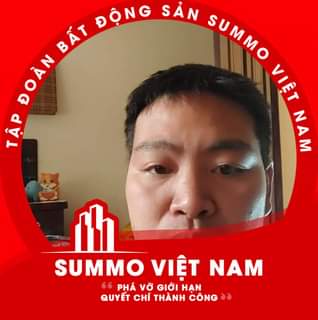 TẬP ĐOÀN BẤT ĐỘNG SẢN SUMMO VIỆT NAM
SUMMO VIỆT NAM
“ PHÁ VỠ GIỚI HẠN
QUYẾT CHÍ THÀNH CÔNG ”